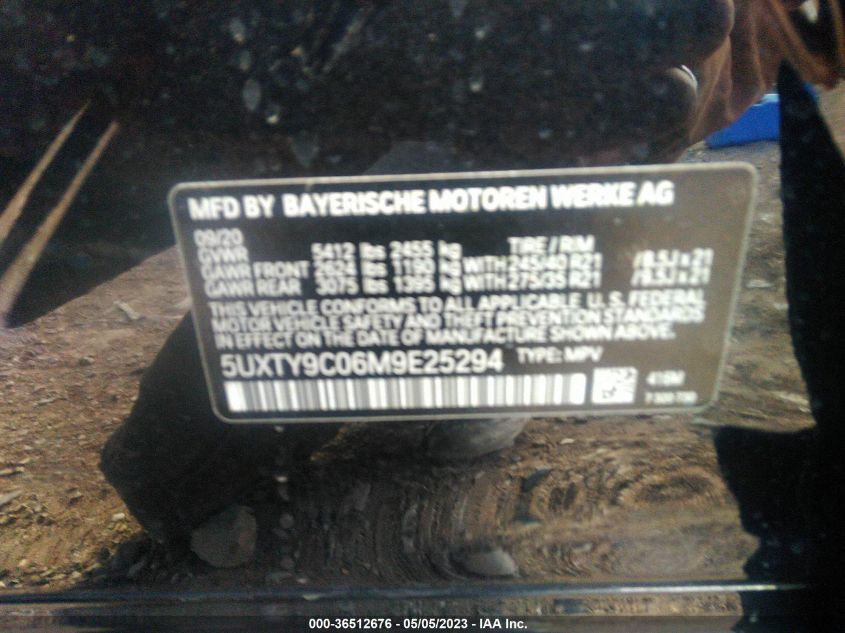 MFD BY BAYERISCHE MOTOREN WERKE AG
09/20
GVWR 5412 lbs 2455 kg TIRE / RIM
GAWR FRONT 2624 lbs 1190 kg WITH 245/40 R21 /8.5J x 21
GAWR REAR 3075 lbs 1395 kg WITH 275/35 R21 /9.5J x 21
THIS VEHICLE CONFORMS TO ALL APPLICABLE U.S. FEDERAL
MOTOR VEHICLE SAFETY AND THEFT PREVENTION STANDARDS
IN EFFECT ON THE DATE OF MANUFACTURE SHOWN ABOVE.
5UXTY9C06M9E25294 TYPE: MPV
000-36512676 - 05/05/2023 - IAA Inc.